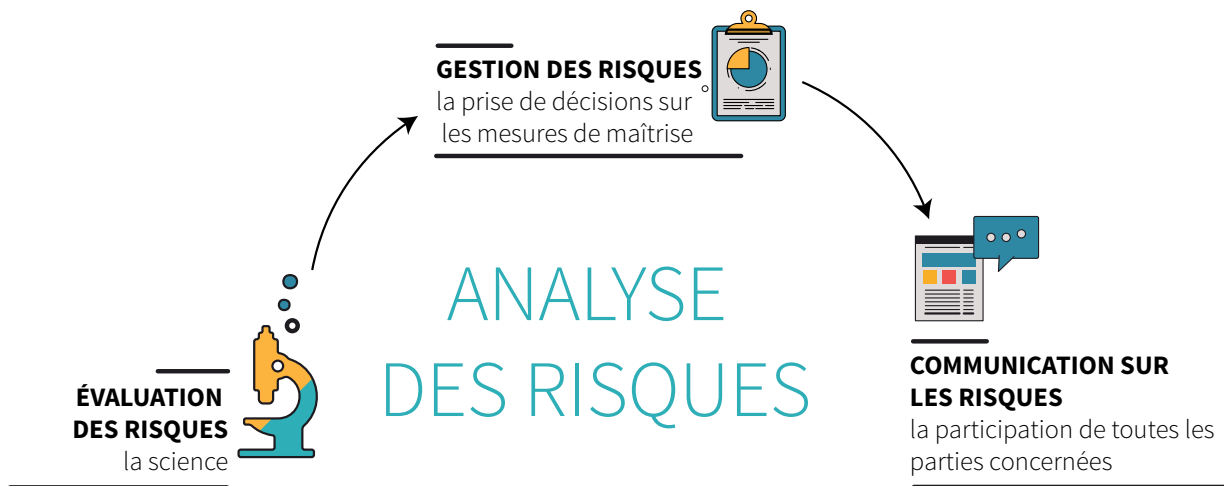 GESTION DES RISQUES
la prise de décisions sur
les mesures de maîtrise
ANALYSE
DES RISQUES
ÉVALUATION
DES RISQUES
la science
COMMUNICATION SUR
LES RISQUES
la participation de toutes les
parties concernées